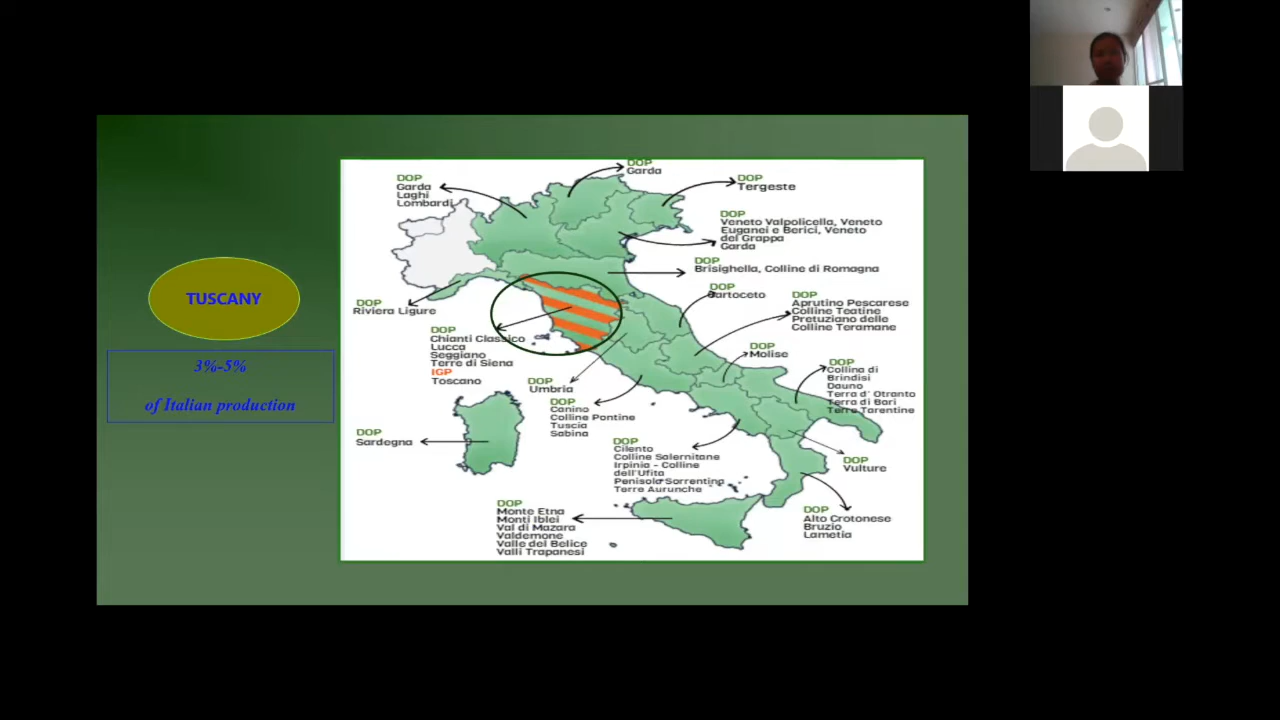 TUSCANY
3%-5%
of Italian production
DOP
Garda
Laghi
Lombardi
DOP
Garda
DOP
Tergeste
DOP
Veneto Valpolicella, Veneto
Euganei e Berici, Veneto
del Grappa
Garda
DOP
Brisighella, Colline di Romagna
DOP
Cartoceto
DOP
Aprutino Pescarese
Colline Teatine
Pretuziano delle
Colline Teramane
DOP
Riviera Ligure
DOP
Chianti Classico
Lucca
Seggiano
Terre di Siena
IGP
Toscano
DOP
Molise
DOP
Collina di
Brindisi
Dauno
Terra d' Otranto
Terra di Bari
Terre Tarentine
DOP
Umbria
DOP
Canino
Colline Pontine
Tuscia
Sabina
DOP
Sardegna
DOP
Cilento
Colline Salernitane
Irpinia - Colline
dell'Ufita
Penisola Sorrentina
Terre Aurunche
DOP
Vulture
DOP
Monte Etna
Monti Iblei
Val di Mazara
Valdemone
Valle del Belice
Valli Trapanesi
DOP
Alto Crotonese
Bruzio
Lametia